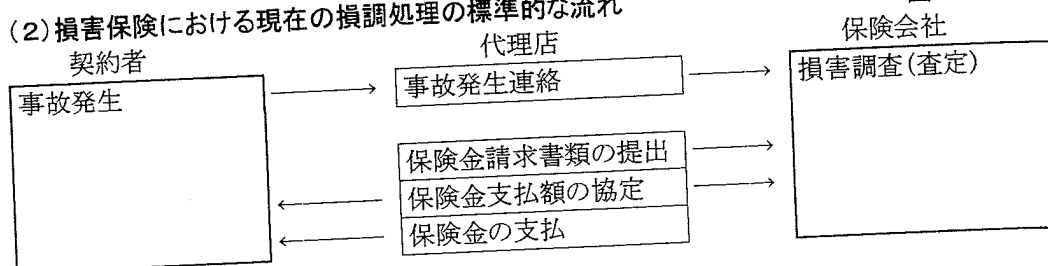 (2)損害保険における現在の損調処理の標準的な流れ
契約者
代理店
保険会社
事故発生
事故発生連絡
損害調査(査定)
保険金請求書類の提出
保険金支払額の協定
保険金の支払